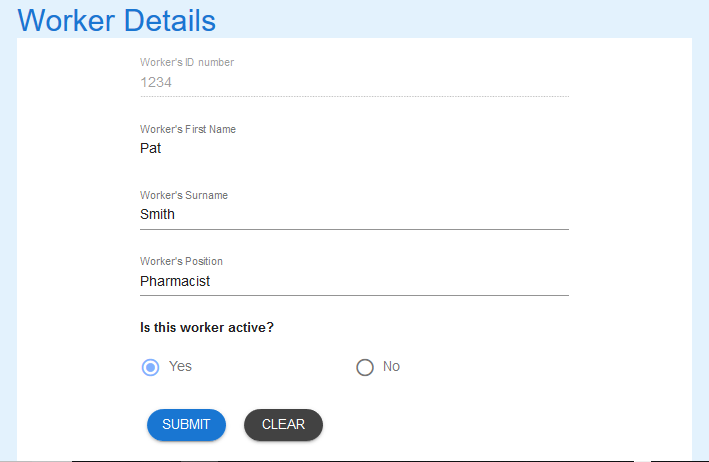 Worker Details
Worker's ID number
1234
Worker's First Name
Pat
Worker's Surname
Smith
Worker's Position
Pharmacist
Is this worker active?
Yes No
SUBMIT CLEAR